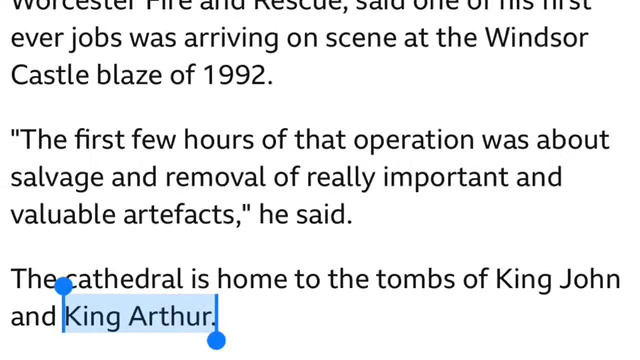 Worcester Fire and Rescue, said one of his first
ever jobs was arriving on scene at the Windsor
Castle blaze of 1992.
"The first few hours of that operation was about
salvage and removal of really important and
valuable artefacts," he said.
The cathedral is home to the tombs of King John
and King Arthur.